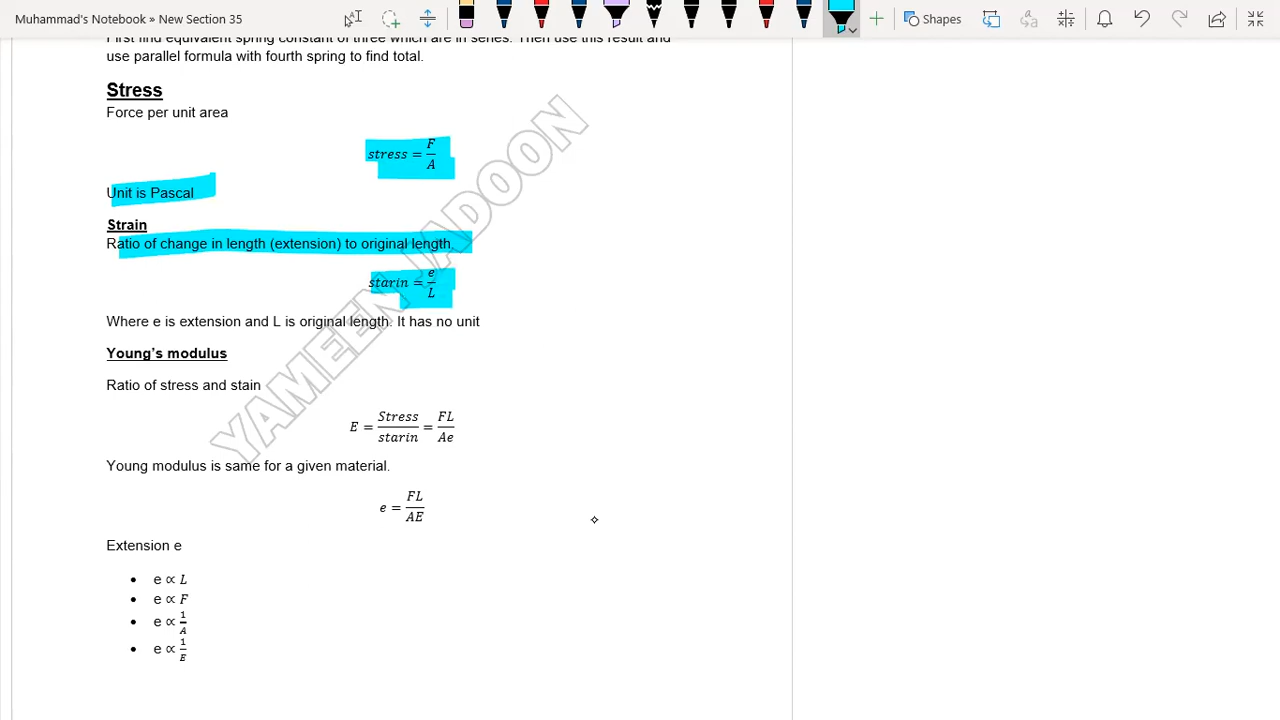 Muhammad's Notebook » New Section 35
Shapes
First find equivalent spring constant of three which are in series. Then use this result and
use parallel formula with fourth spring to find total.
Stress
Force per unit area
stress = F/A
Unit is Pascal
Strain
Ratio of change in length (extension) to original length.
starin = e/L
Where e is extension and L is original length. It has no unit
Young's modulus
Ratio of stress and stain
E = Stress/starin = FL/Ae
Young modulus is same for a given material.
e = FL/AE
Extension e
• e ∝ L
• e ∝ F
• e ∝ 1/A
• e ∝ 1/E
YAMEEN JADOON